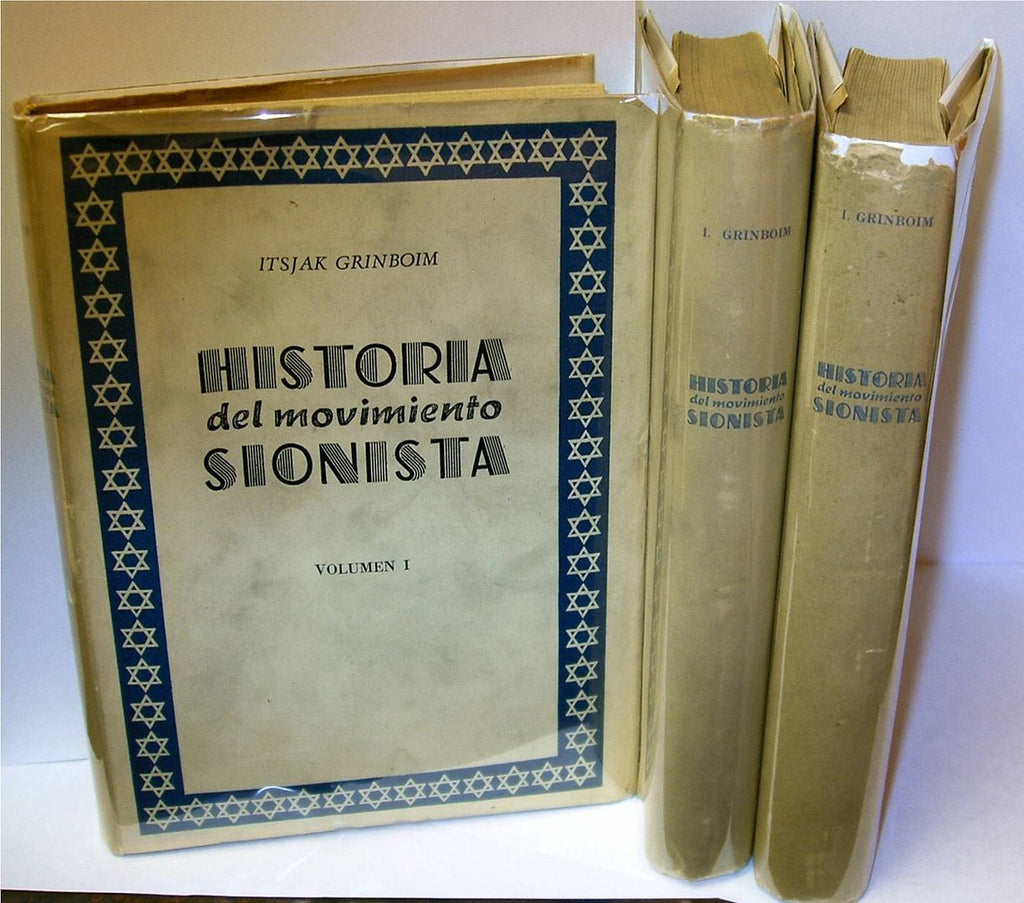 ITSJAK GRINBOIM
HISTORIA
del movimiento
SIONISTA
VOLUMEN I
I. GRINBOIM
HISTORIA
del movimiento
SIONISTA
I. GRINBOIM
HISTORIA
del movimiento
SIONISTA